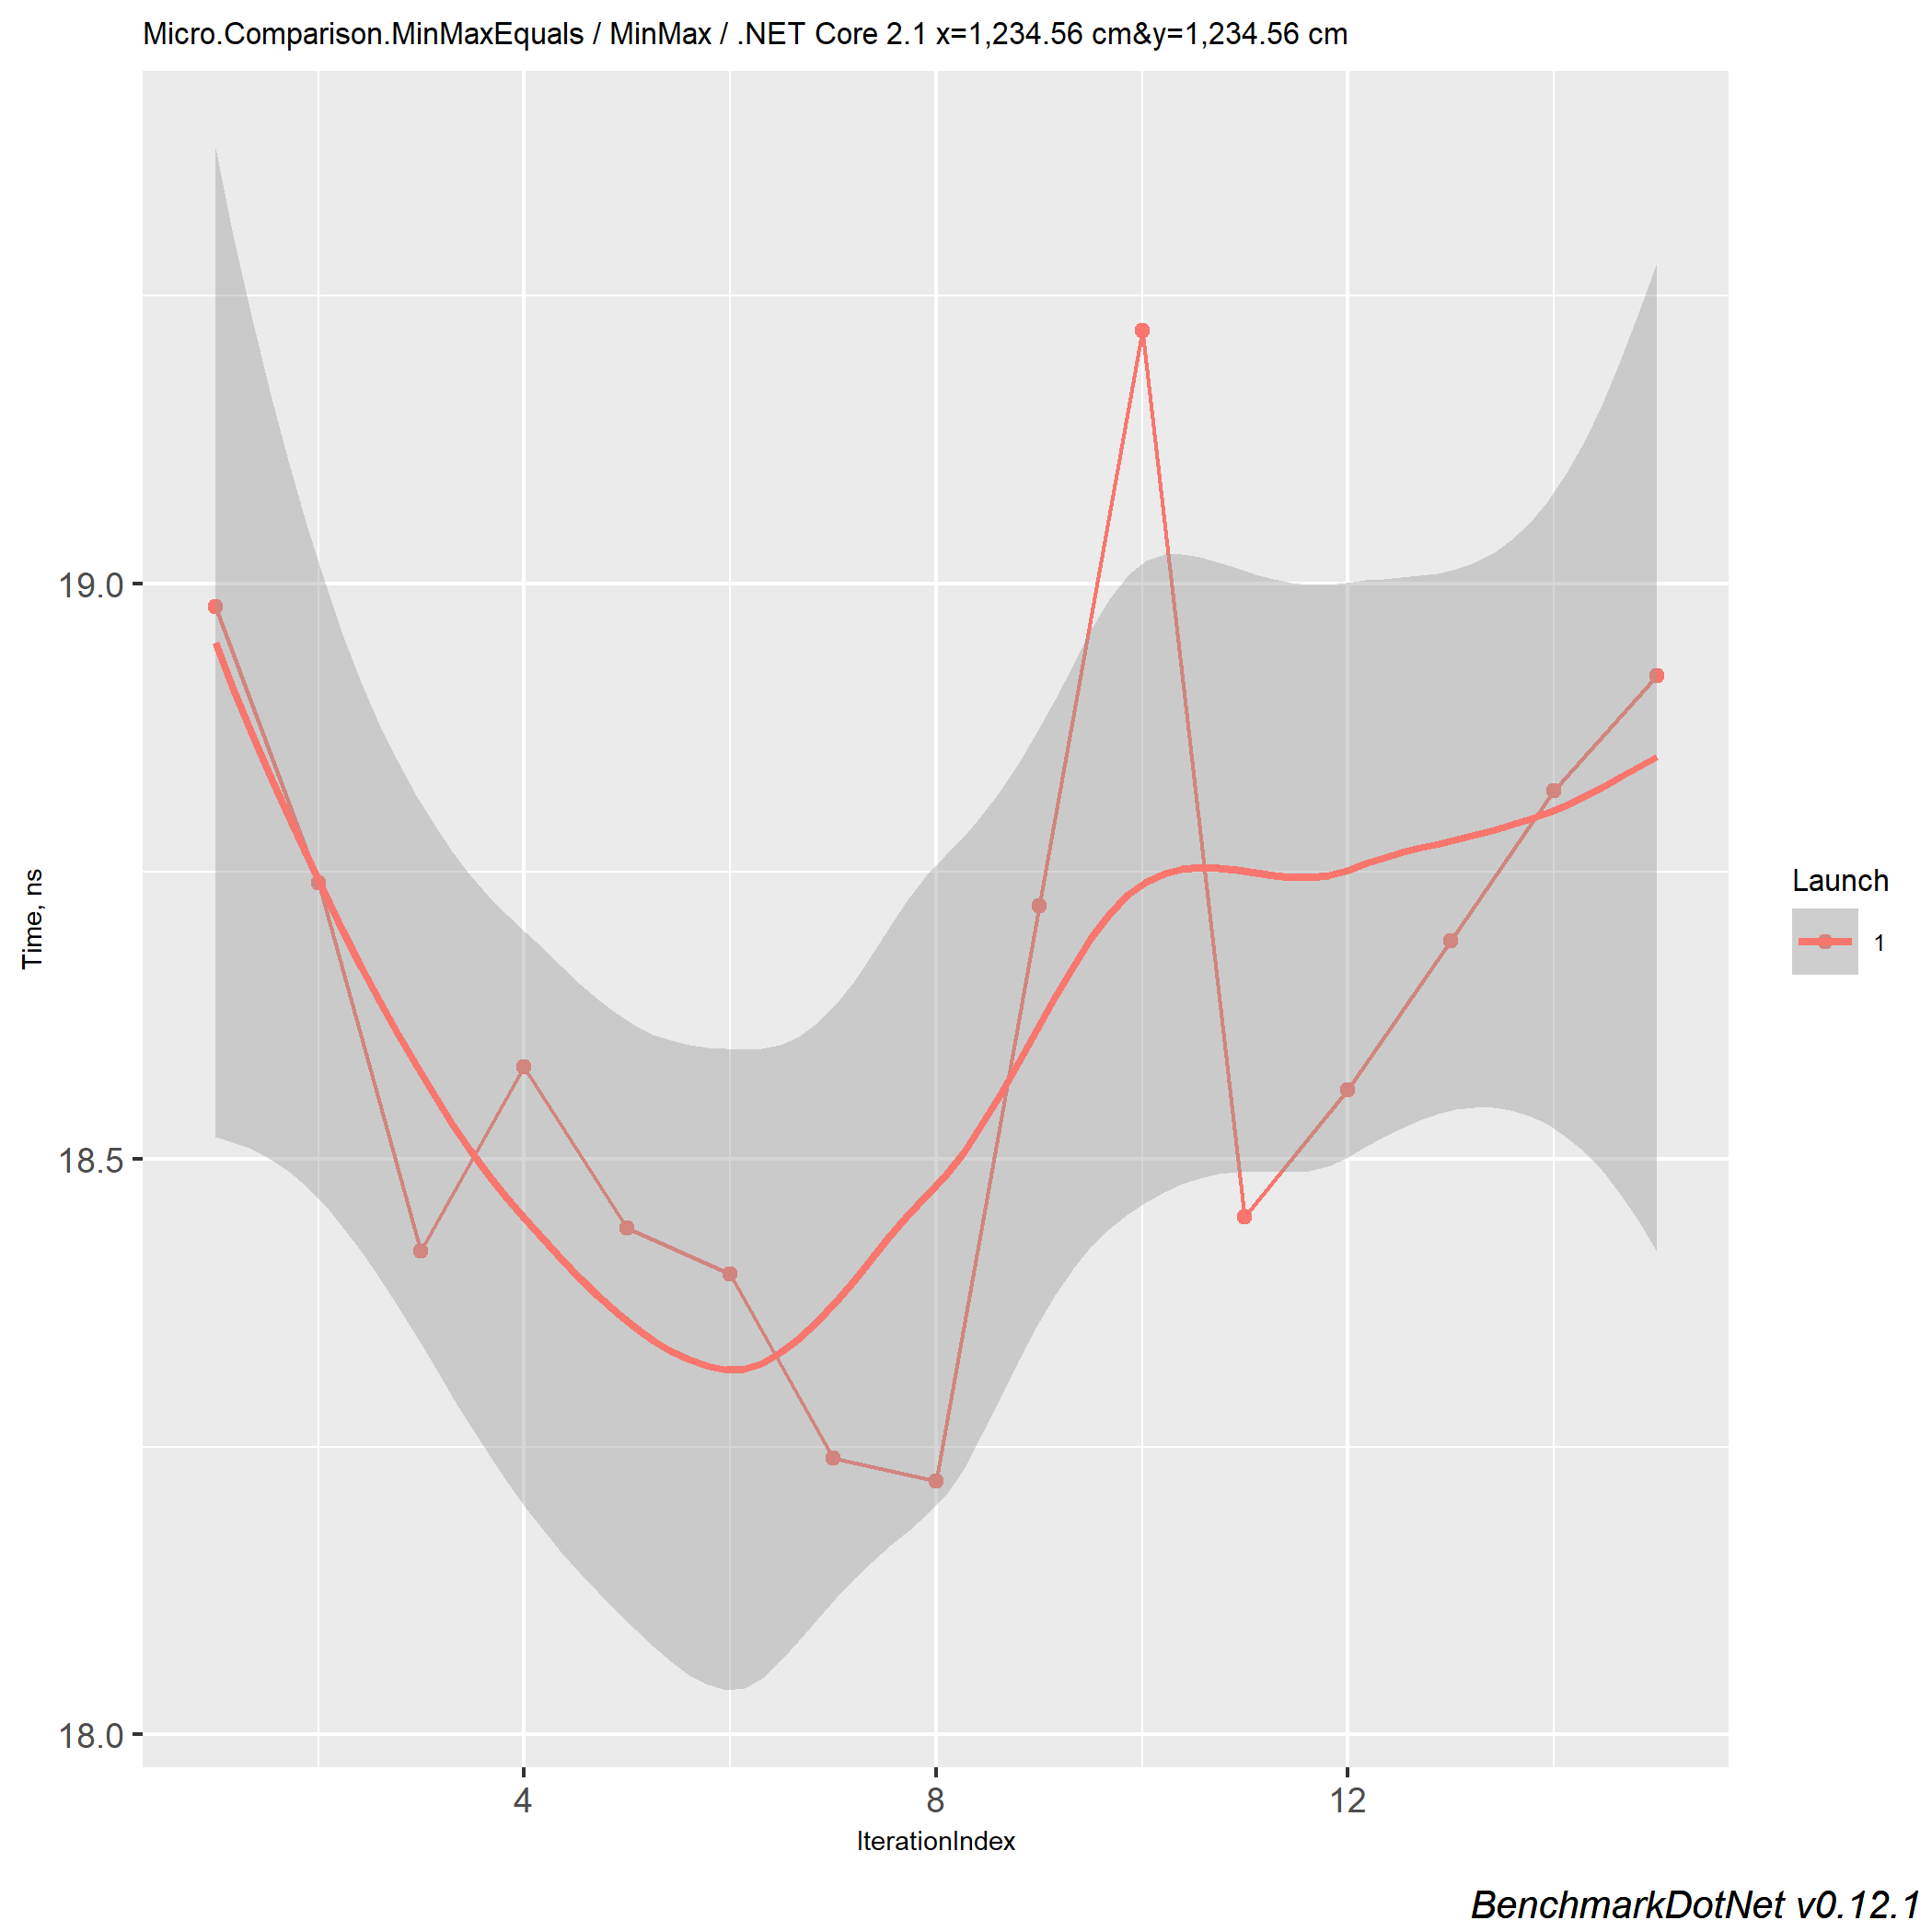 Micro.Comparison.MinMaxEquals / MinMax / .NET Core 2.1 x=1,234.56 cm&y=1,234.56 cm
19.0
18.5
18.0
Time, ns
4 8 12
IterationIndex
Launch
1
BenchmarkDotNet v0.12.1